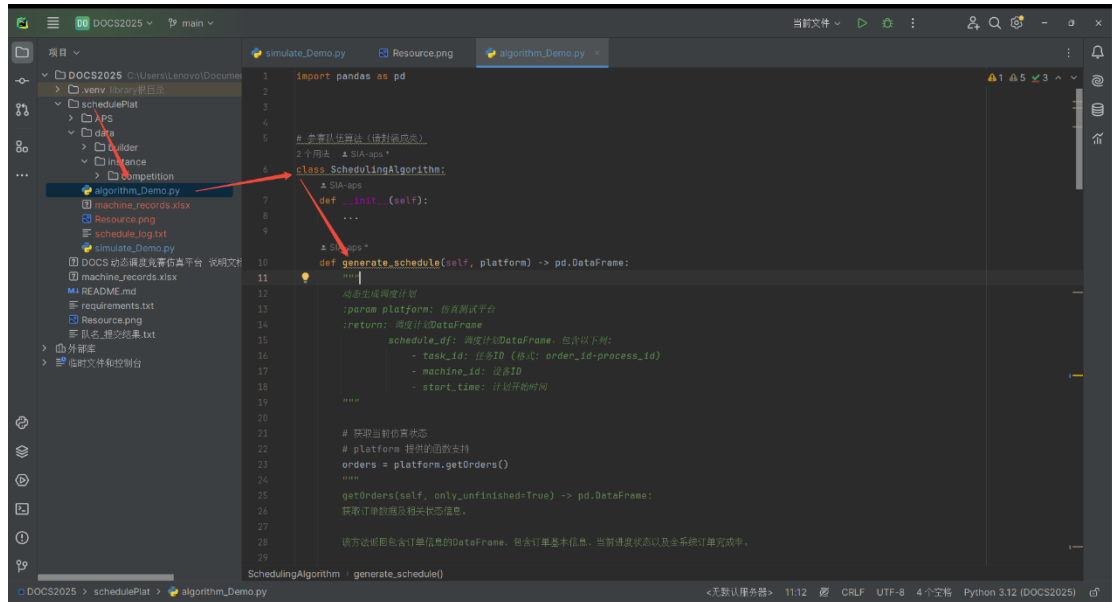 DO DOCS2025 main 当前文件
项目
simulate_Demo.py Resource.png algorithm_Demo.py
DOCS2025 C:\Users\Lenovo\Docume
.venv library根目录
schedulePlat
APS
data
builder
instance
competition
algorithm_Demo.py
machine_records.xlsx
Resource.png
schedule_log.txt
simulate_Demo.py
DOCS 动态调度竞赛仿真平台 说明文档
machine_records.xlsx
README.md
requirements.txt
Resource.png
队名_提交结果.txt
外部库
临时文件和控制台
1 5 3
1 import pandas as pd
2
3
4
5 # 参赛队伍算法（请封装成类）
2 个用法 SIA-aps *
6 class SchedulingAlgorithm:
SIA-aps
7 def __init__(self):
8 ...
9
SIA-aps *
10 def generate_schedule(self, platform) -> pd.DataFrame:
11 """
12 动态生成调度计划
13 :param platform: 仿真测试平台
14 :return: 调度计划DataFrame
15 schedule_df: 调度计划DataFrame，包含以下列:
16 - task_id: 任务ID (格式: order_id-process_id)
17 - machine_id: 设备ID
18 - start_time: 计划开始时间
19 """
20
21 # 获取当前仿真状态
22 # platform 提供的函数支持
23 orders = platform.getOrders()
24 """
25 getOrders(self, only_unfinished=True) -> pd.DataFrame:
26 获取订单数据及相关状态信息。
27
28 该方法返回包含订单信息的DataFrame，包含订单基本信息、当前进度状态以及全系统订单完成率。
29
SchedulingAlgorithm generate_schedule()
DOCS2025 > schedulePlat > algorithm_Demo.py <无默认服务器> 11:12 CRLF UTF-8 4个空格 Python 3.12 (DOCS2025)